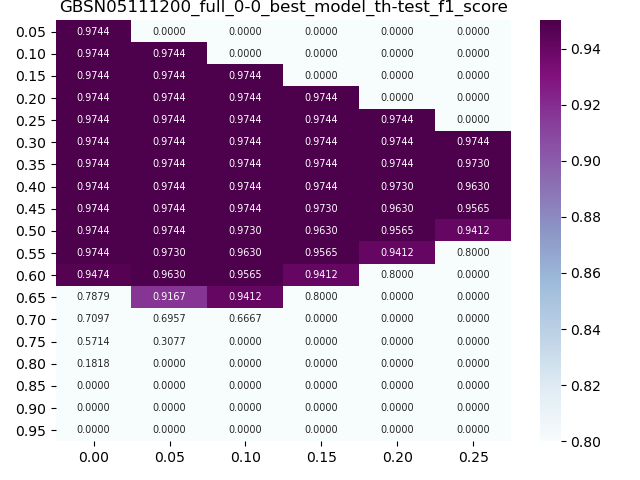 GBSN05111200_full_0-0_best_model_th-test_f1_score
0.05 0.9744 0.0000 0.0000 0.0000 0.0000 0.0000
0.10 0.9744 0.9744 0.0000 0.0000 0.0000 0.0000
0.15 0.9744 0.9744 0.9744 0.0000 0.0000 0.0000
0.20 0.9744 0.9744 0.9744 0.9744 0.0000 0.0000
0.25 0.9744 0.9744 0.9744 0.9744 0.9744 0.0000
0.30 0.9744 0.9744 0.9744 0.9744 0.9744 0.9744
0.35 0.9744 0.9744 0.9744 0.9744 0.9744 0.9730
0.40 0.9744 0.9744 0.9744 0.9744 0.9730 0.9630
0.45 0.9744 0.9744 0.9744 0.9730 0.9630 0.9565
0.50 0.9744 0.9744 0.9730 0.9630 0.9565 0.9412
0.55 0.9744 0.9730 0.9630 0.9565 0.9412 0.8000
0.60 0.9474 0.9630 0.9565 0.9412 0.8000 0.0000
0.65 0.7879 0.9167 0.9412 0.8000 0.0000 0.0000
0.70 0.7097 0.6957 0.6667 0.0000 0.0000 0.0000
0.75 0.5714 0.3077 0.0000 0.0000 0.0000 0.0000
0.80 0.1818 0.0000 0.0000 0.0000 0.0000 0.0000
0.85 0.0000 0.0000 0.0000 0.0000 0.0000 0.0000
0.90 0.0000 0.0000 0.0000 0.0000 0.0000 0.0000
0.95 0.0000 0.0000 0.0000 0.0000 0.0000 0.0000
0.00 0.05 0.10 0.15 0.20 0.25
0.94
0.92
0.90
0.88
0.86
0.84
0.82
0.80